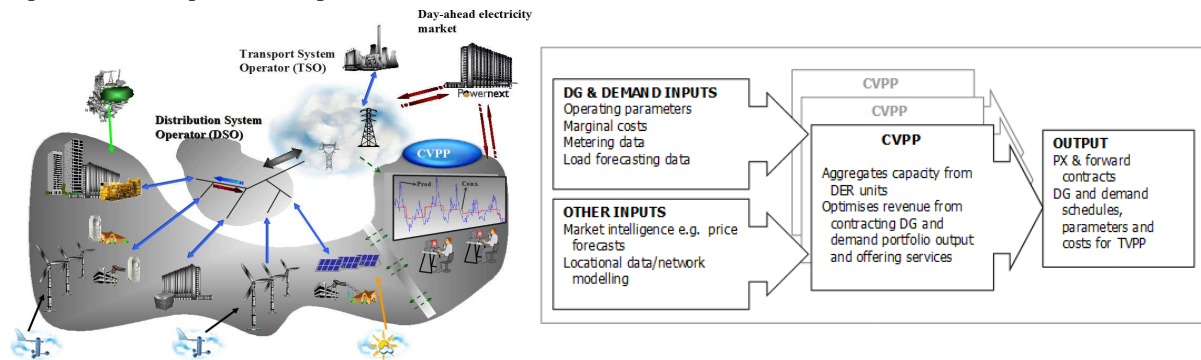 Day-ahead electricity
market
Transport System
Operator (TSO)
Powernext
Distribution System
Operator (DSO)
CVPP
Prod.
Cons.
DG & DEMAND INPUTS
Operating parameters
Marginal costs
Metering data
Load forecasting data
OTHER INPUTS
Market intelligence e.g. price
forecasts
Locational data/network
modelling
CVPP
CVPP
CVPP
Aggregates capacity from
DER units
Optimises revenue from
contracting DG and
demand portfolio output
and offering services
OUTPUT
PX & forward
contracts
DG and demand
schedules,
parameters and
costs for TVPP